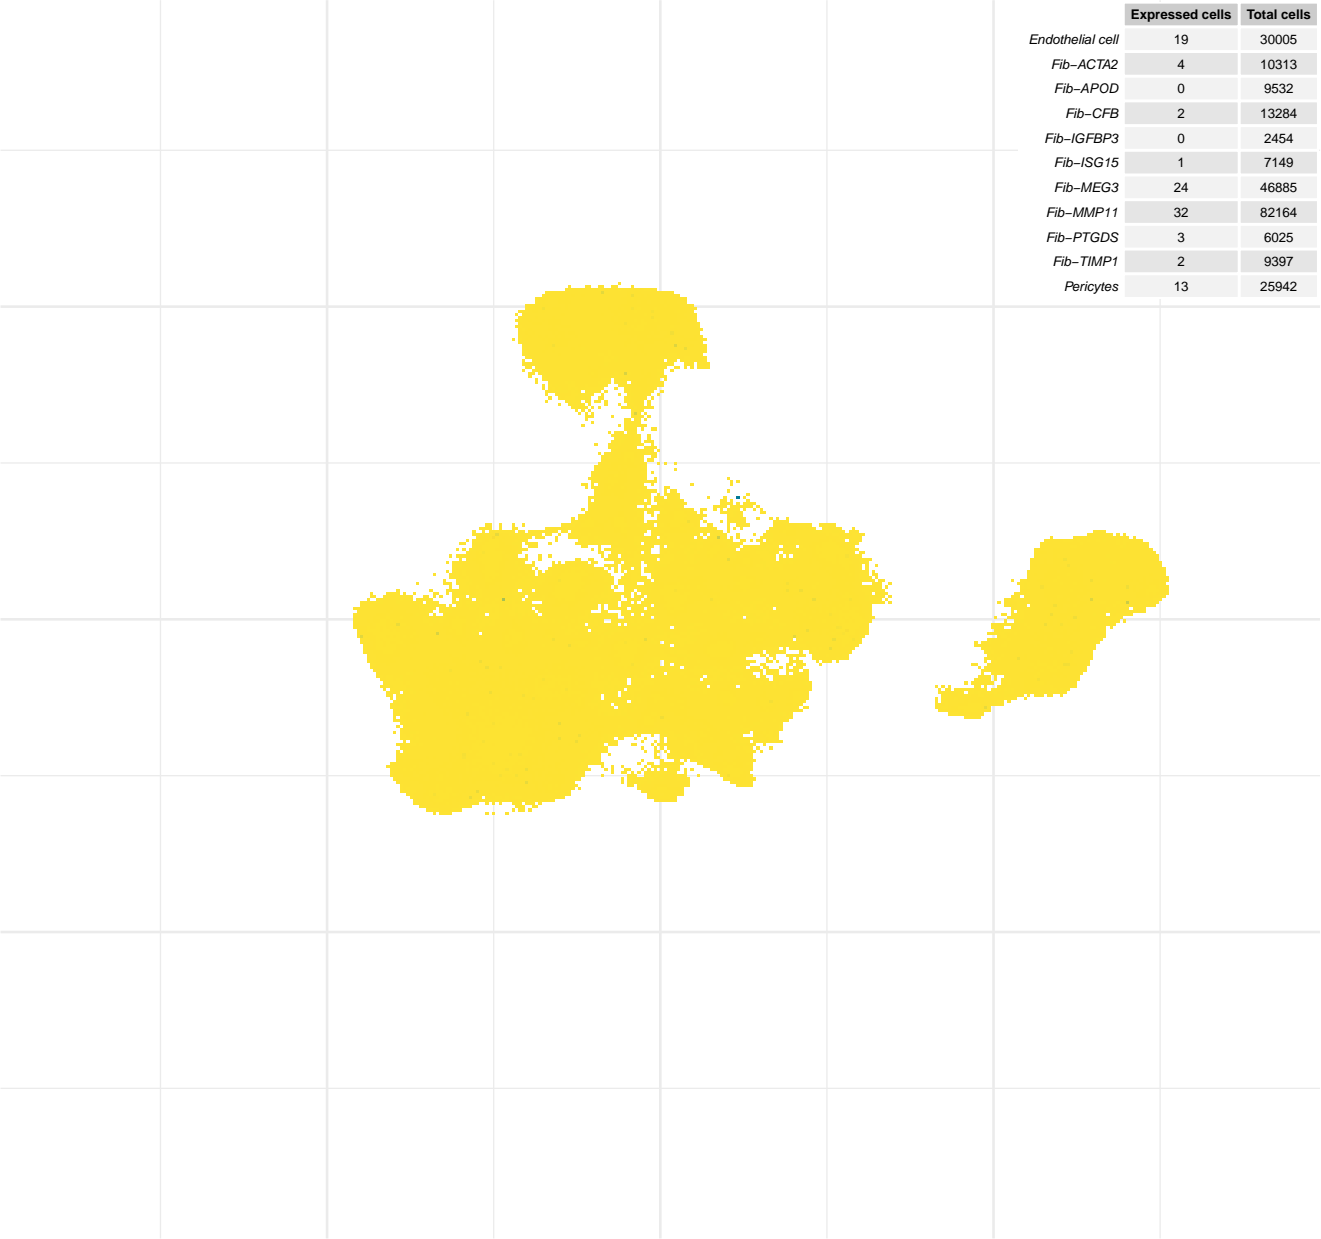 Expressed cells Total cells
Endothelial cell 19 30005
Fib−ACTA2 4 10313
Fib−APOD 0 9532
Fib−CFB 2 13284
Fib−IGFBP3 0 2454
Fib−ISG15 1 7149
Fib−MEG3 24 46885
Fib−MMP11 32 82164
Fib−PTGDS 3 6025
Fib−TIMP1 2 9397
Pericytes 13 25942